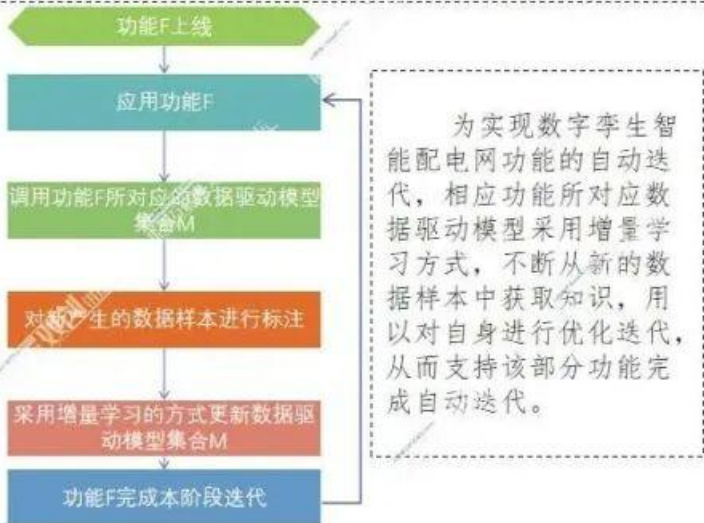 功能F上线
应用功能F
调用功能F所对应的数据驱动模型
集合M
对新产生的数据样本进行标注
采用增量学习的方式更新数据驱
动模型集合M
功能F完成本阶段迭代
为实现数字孪生智
能配电网功能的自动迭
代，相应功能所对应数
据驱动模型采用增量学
习方式，不断从新的数
据样本中获取知识，用
以对自身进行优化迭代，
从而支持该部分功能完
成自动迭代。